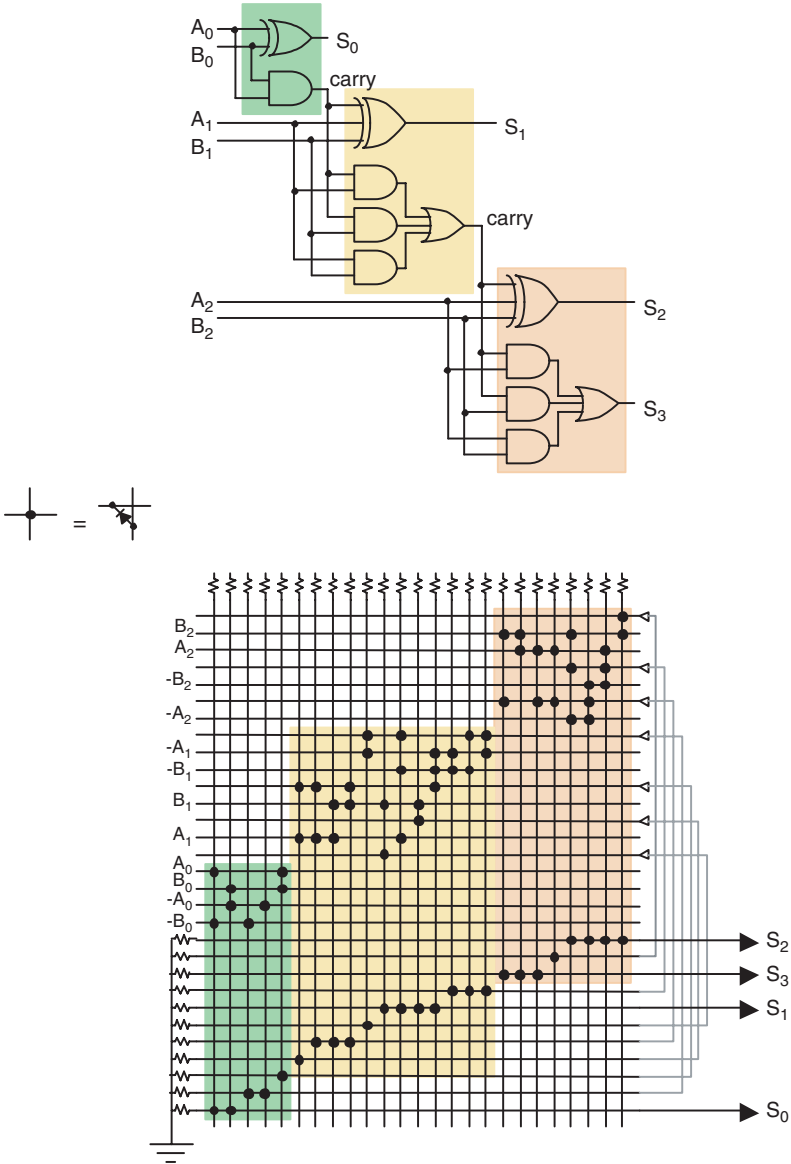 A0
S0
B0
carry
A1
S1
B1
carry
A2
S2
B2
S3
=
B2
A2
-B2
-A2
-A1
-B1
B1
A1
A0
B0
-A0
-B0
S2
S3
S1
S0